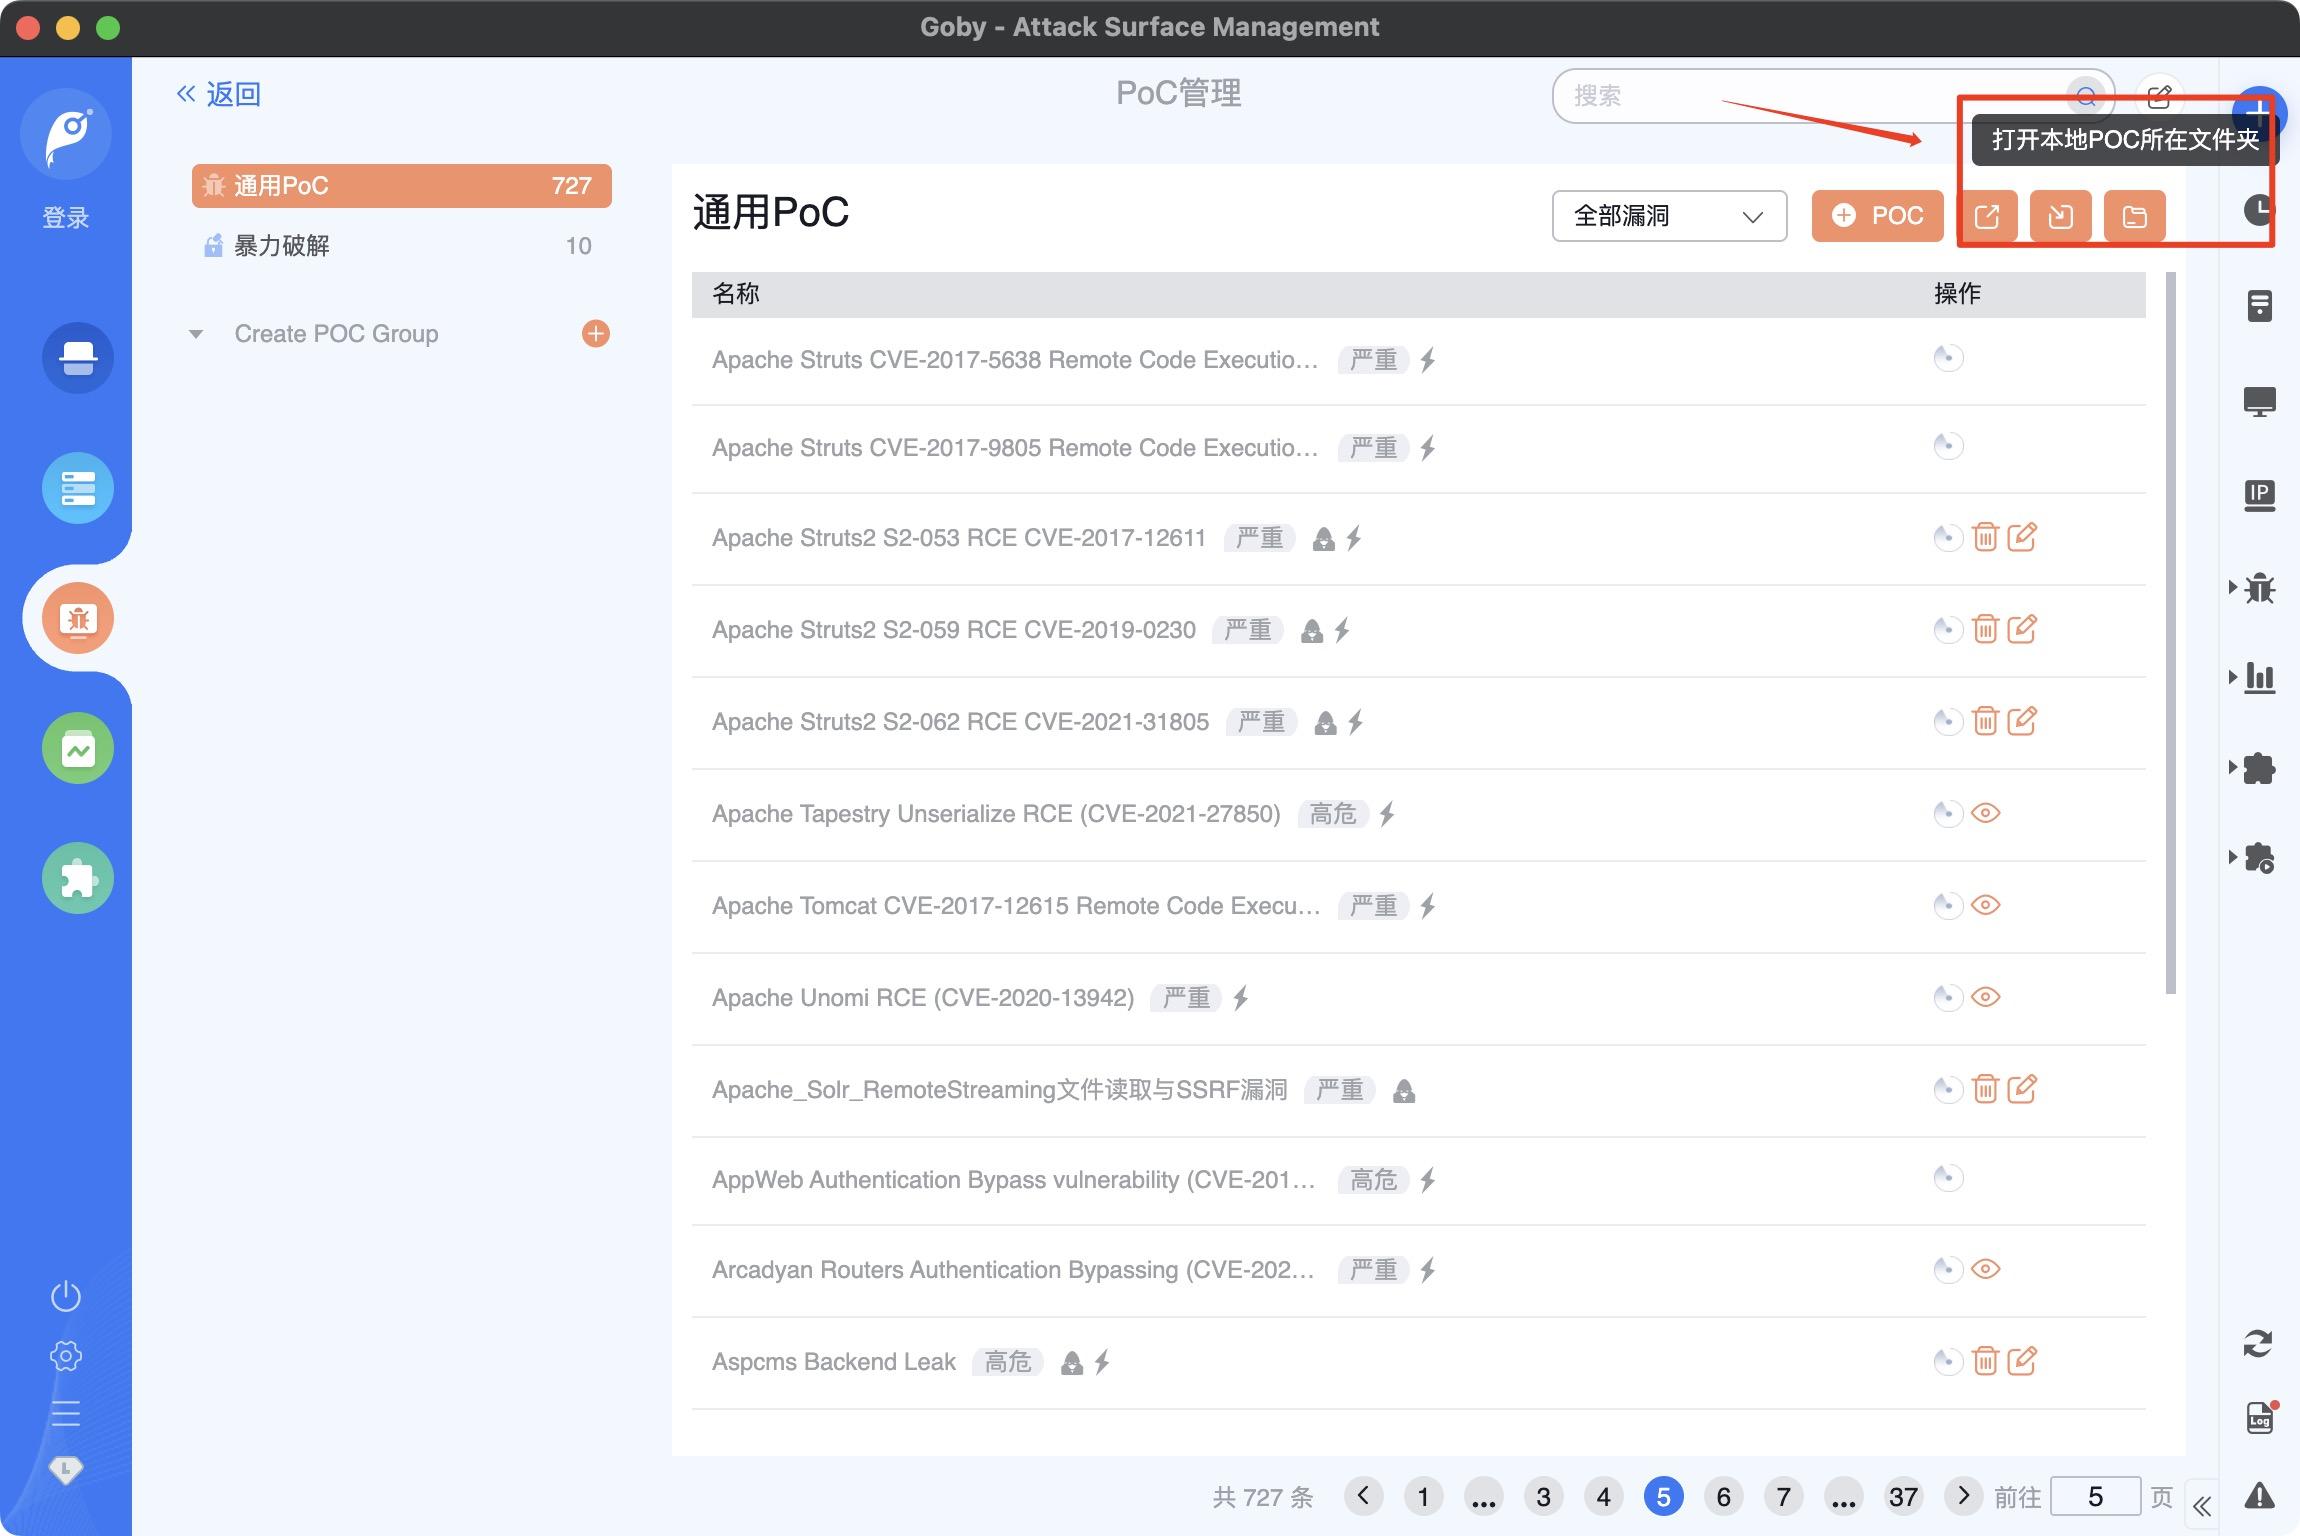 Goby - Attack Surface Management
返回
PoC管理
搜索
打开本地POC所在文件夹
登录
通用PoC 727
暴力破解 10
Create POC Group
通用PoC
全部漏洞
POC
名称 操作
Apache Struts CVE-2017-5638 Remote Code Executio... 严重
Apache Struts CVE-2017-9805 Remote Code Executio... 严重
Apache Struts2 S2-053 RCE CVE-2017-12611 严重
Apache Struts2 S2-059 RCE CVE-2019-0230 严重
Apache Struts2 S2-062 RCE CVE-2021-31805 严重
Apache Tapestry Unserialize RCE (CVE-2021-27850) 高危
Apache Tomcat CVE-2017-12615 Remote Code Execu... 严重
Apache Unomi RCE (CVE-2020-13942) 严重
Apache_Solr_RemoteStreaming文件读取与SSRF漏洞 严重
AppWeb Authentication Bypass vulnerability (CVE-201... 高危
Arcadyan Routers Authentication Bypassing (CVE-202... 严重
Aspcms Backend Leak 高危
共 727 条 1 ... 3 4 5 6 7 ... 37 前往 5 页
IP
Log